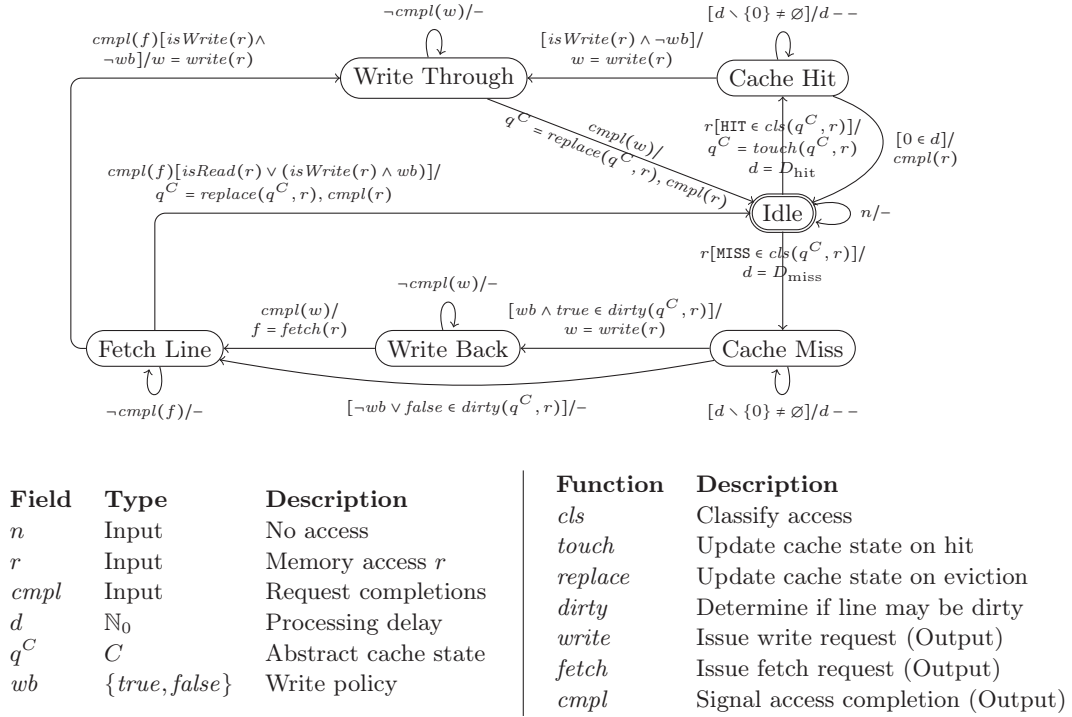 ¬cmpl(w)/–
[d ∖ {0} ≠ ∅]/d − −
cmpl(f)[isWrite(r)∧
¬wb]/w = write(r)
[isWrite(r) ∧ ¬wb]/
w = write(r)
Write Through
Cache Hit
cmpl(w)/
q^C = replace(q^C, r), cmpl(r)
r[HIT ∈ cls(q^C, r)]/
q^C = touch(q^C, r)
d = D_hit
[0 ∈ d]/
cmpl(r)
cmpl(f)[isRead(r) ∨ (isWrite(r) ∧ wb)]/
q^C = replace(q^C, r), cmpl(r)
Idle
n/–
r[MISS ∈ cls(q^C, r)]/
d = D_miss
¬cmpl(w)/–
cmpl(w)/
f = fetch(r)
[wb ∧ true ∈ dirty(q^C, r)]/
w = write(r)
Fetch Line
Write Back
Cache Miss
¬cmpl(f)/–
[¬wb ∨ false ∈ dirty(q^C, r)]/–
[d ∖ {0} ≠ ∅]/d − −
Field Type Description
n Input No access
r Input Memory access r
cmpl Input Request completions
d ℕ₀ Processing delay
q^C C Abstract cache state
wb {true, false} Write policy
Function Description
cls Classify access
touch Update cache state on hit
replace Update cache state on eviction
dirty Determine if line may be dirty
write Issue write request (Output)
fetch Issue fetch request (Output)
cmpl Signal access completion (Output)